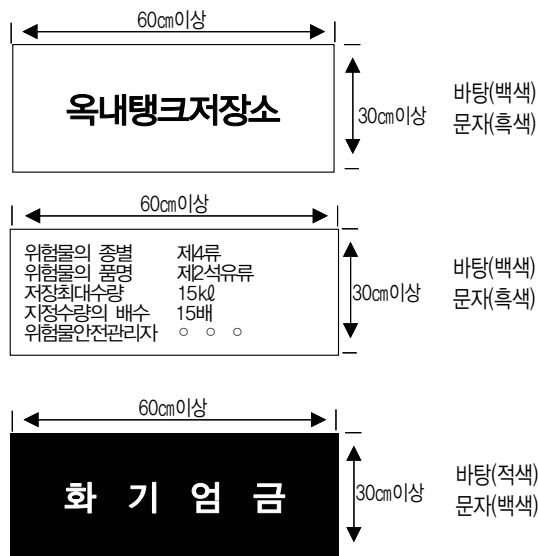 60㎝이상
옥내탱크저장소
30㎝이상
바탕(백색)
문자(흑색)
60㎝이상
위험물의 종별 제4류
위험물의 품명 제2석유류
저장최대수량 15㎘
지정수량의 배수 15배
위험물안전관리자 ○ ○ ○
30㎝이상
바탕(백색)
문자(흑색)
60㎝이상
화 기 엄 금
30㎝이상
바탕(적색)
문자(백색)